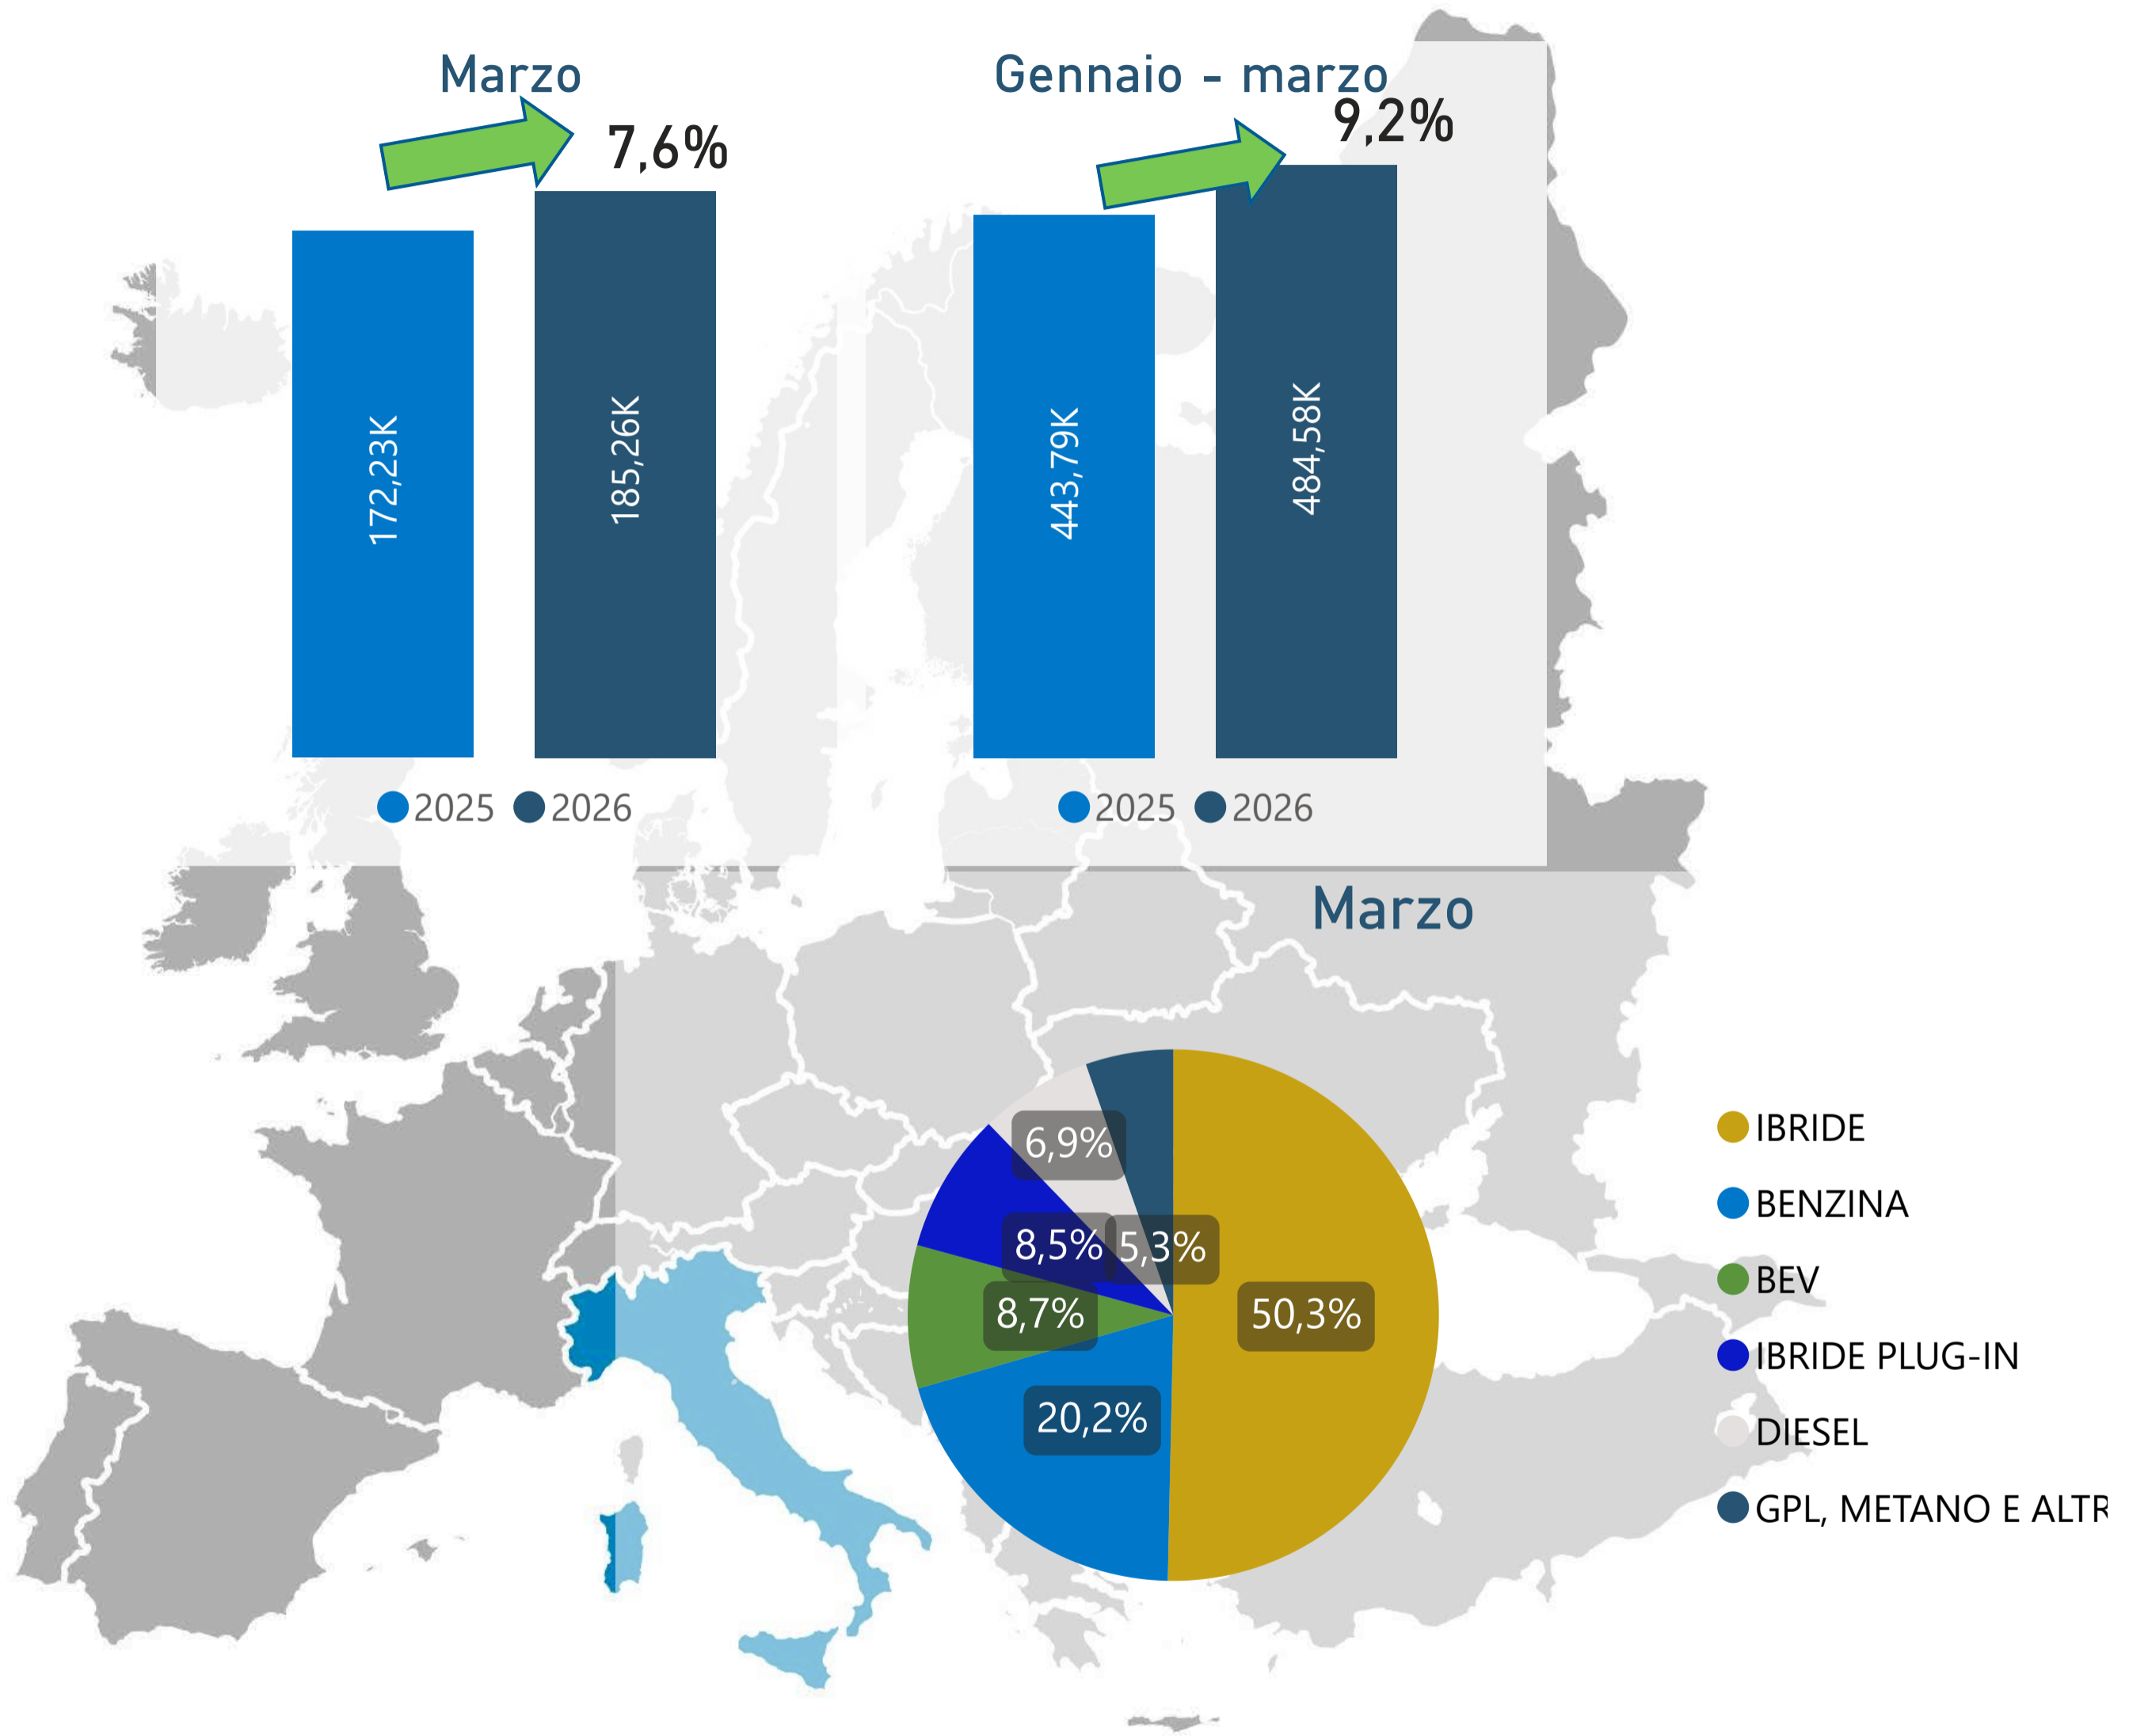 Marzo
7,6%
172,23K
185,26K
2025
2026
Gennaio - marzo
9,2%
443,79K
484,58K
2025
2026
Marzo
6,9%
8,5%
5,3%
8,7%
50,3%
20,2%
IBRIDE
BENZINA
BEV
IBRIDE PLUG-IN
DIESEL
GPL, METANO E ALTR